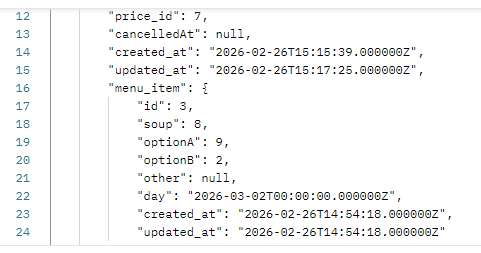 12 "price_id": 7,
13 "cancelledAt": null,
14 "created_at": "2026-02-26T15:15:39.000000Z",
15 "updated_at": "2026-02-26T15:17:25.000000Z",
16 "menu_item": {
17 "id": 3,
18 "soup": 8,
19 "optionA": 9,
20 "optionB": 2,
21 "other": null,
22 "day": "2026-03-02T00:00:00.000000Z",
23 "created_at": "2026-02-26T14:54:18.000000Z",
24 "updated_at": "2026-02-26T14:54:18.000000Z"